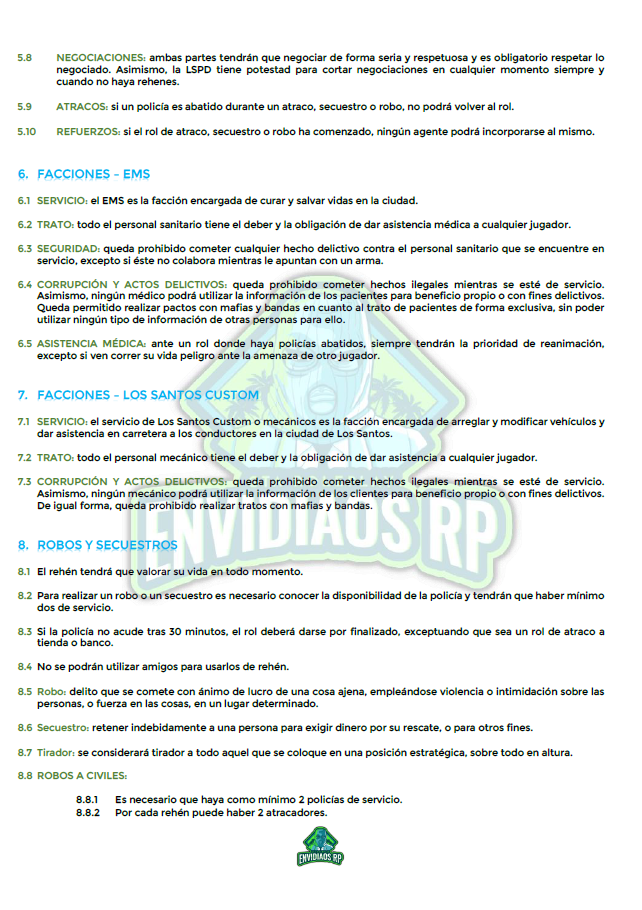 5.8 NEGOCIACIONES: ambas partes tendrán que negociar de forma seria y respetuosa y es obligatorio respetar lo
negociado. Asimismo, la LSPD tiene potestad para cortar negociaciones en cualquier momento siempre y
cuando no haya rehenes.
5.9 ATRACOS: si un policía es abatido durante un atraco, secuestro o robo, no podrá volver al rol.
5.10 REFUERZOS: si el rol de atraco, secuestro o robo ha comenzado, ningún agente podrá incorporarse al mismo.
6. FACCIONES – EMS
6.1 SERVICIO: el EMS es la facción encargada de curar y salvar vidas en la ciudad.
6.2 TRATO: todo el personal sanitario tiene el deber y la obligación de dar asistencia médica a cualquier jugador.
6.3 SEGURIDAD: queda prohibido cometer cualquier hecho delictivo contra el personal sanitario que se encuentre en
servicio, excepto si éste no colabora mientras le apuntan con un arma.
6.4 CORRUPCIÓN Y ACTOS DELICTIVOS: queda prohibido cometer hechos ilegales mientras se esté de servicio.
Asimismo, ningún médico podrá utilizar la información de los pacientes para beneficio propio o con fines delictivos.
Queda permitido realizar pactos con mafias y bandas en cuanto al trato de pacientes de forma exclusiva, sin poder
utilizar ningún tipo de información de otras personas para ello.
6.5 ASISTENCIA MÉDICA: ante un rol donde haya policías abatidos, siempre tendrán la prioridad de reanimación,
excepto si ven correr su vida peligro ante la amenaza de otro jugador.
7. FACCIONES – LOS SANTOS CUSTOM
7.1 SERVICIO: el servicio de Los Santos Custom o mecánicos es la facción encargada de arreglar y modificar vehículos y
dar asistencia en carretera a los conductores en la ciudad de Los Santos.
7.2 TRATO: todo el personal mecánico tiene el deber y la obligación de dar asistencia a cualquier jugador.
7.3 CORRUPCIÓN Y ACTOS DELICTIVOS: queda prohibido cometer hechos ilegales mientras se esté de servicio.
Asimismo, ningún mecánico podrá utilizar la información de los clientes para beneficio propio o con fines delictivos.
De igual forma, queda prohibido realizar tratos con mafias y bandas.
ENVIDIAOS RP
8. ROBOS Y SECUESTROS
8.1 El rehén tendrá que valorar su vida en todo momento.
8.2 Para realizar un robo o un secuestro es necesario conocer la disponibilidad de la policía y tendrán que haber mínimo
dos de servicio.
8.3 Si la policía no acude tras 30 minutos, el rol deberá darse por finalizado, exceptuando que sea un rol de atraco a
tienda o banco.
8.4 No se podrán utilizar amigos para usarlos de rehén.
8.5 Robo: delito que se comete con ánimo de lucro de una cosa ajena, empleándose violencia o intimidación sobre las
personas, o fuerza en las cosas, en un lugar determinado.
8.6 Secuestro: retener indebidamente a una persona para exigir dinero por su rescate, o para otros fines.
8.7 Tirador: se considerará tirador a todo aquel que se coloque en una posición estratégica, sobre todo en altura.
8.8 ROBOS A CIVILES:
8.8.1 Es necesario que haya como mínimo 2 policías de servicio.
8.8.2 Por cada rehén puede haber 2 atracadores.
ENVIDIAOS RP